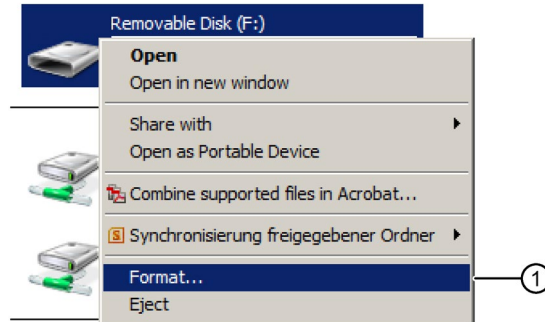 Removable Disk (F:)
Open
Open in new window
Share with
Open as Portable Device
Combine supported files in Acrobat...
Synchronisierung freigegebener Ordner
Format...
1
Eject